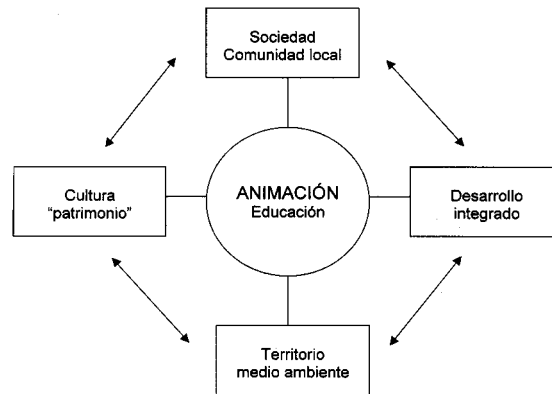 Sociedad
Comunidad local
Cultura
"patrimonio"
ANIMACIÓN
Educación
Desarrollo
integrado
Territorio
medio ambiente